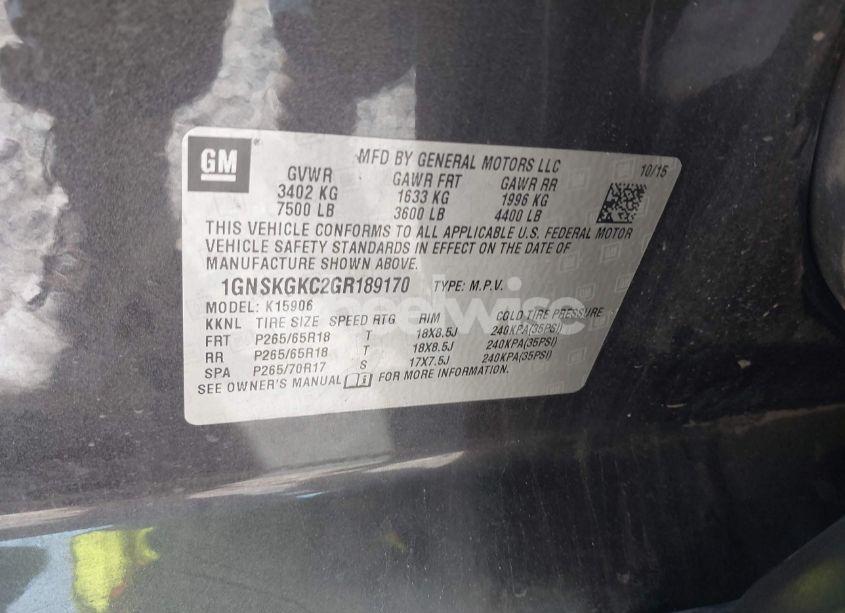 GM
MFD BY GENERAL MOTORS LLC 10/15
GVWR GAWR FRT GAWR RR
3402 KG 1633 KG 1996 KG
7500 LB 3600 LB 4400 LB
THIS VEHICLE CONFORMS TO ALL APPLICABLE U.S. FEDERAL MOTOR
VEHICLE SAFETY STANDARDS IN EFFECT ON THE DATE OF
MANUFACTURE SHOWN ABOVE.
1GNSKGKC2GR189170 TYPE: M.P.V.
MODEL: K15906
KKNL TIRE SIZE SPEED RTG RIM COLD TIRE PRESSURE
FRT P265/65R18 T 18X8.5J 240KPA(35PSI)
RR P265/65R18 T 18X8.5J 240KPA(35PSI)
SPA P265/70R17 S 17X7.5J 240KPA(35PSI)
SEE OWNER'S MANUAL FOR MORE INFORMATION.